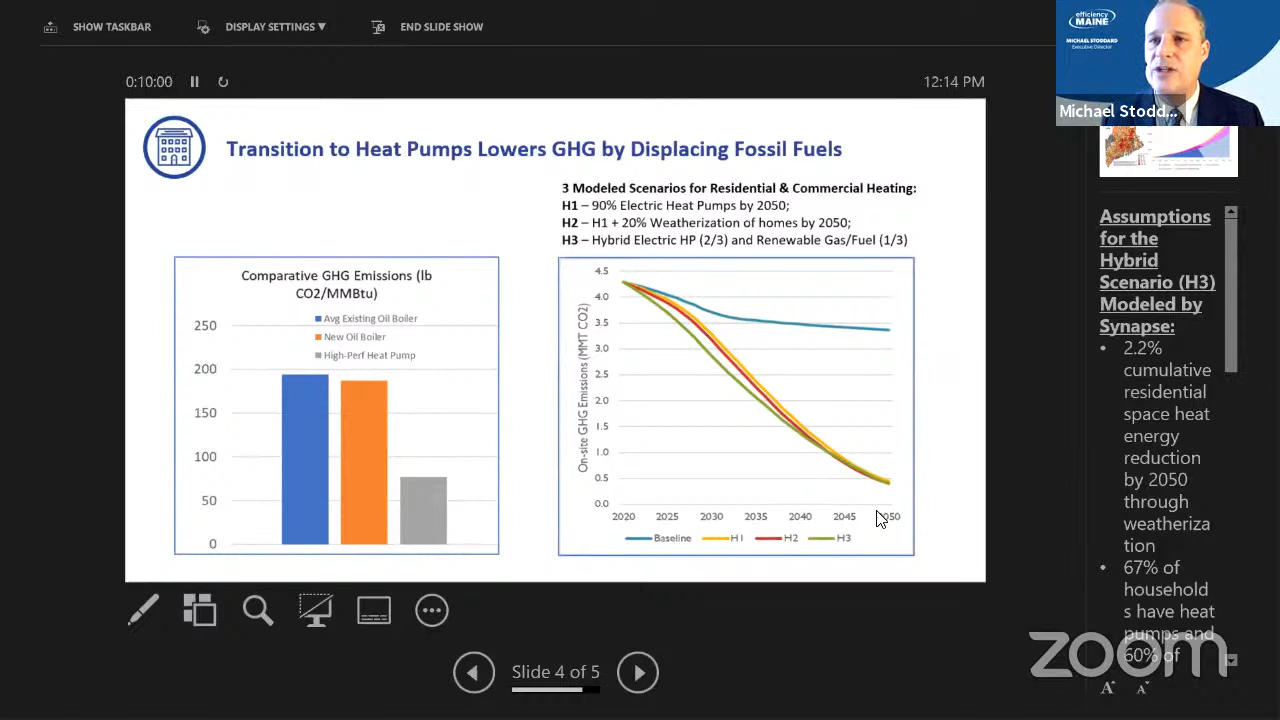 SHOW TASKBAR
DISPLAY SETTINGS ▼
END SLIDE SHOW
0:10:00
12:14 PM
efficiency
MAINE
MICHAEL STODDARD
Executive Director
Michael Stodd...
Transition to Heat Pumps Lowers GHG by Displacing Fossil Fuels
3 Modeled Scenarios for Residential & Commercial Heating:
H1 – 90% Electric Heat Pumps by 2050;
H2 – H1 + 20% Weatherization of homes by 2050;
H3 – Hybrid Electric HP (2/3) and Renewable Gas/Fuel (1/3)
Comparative GHG Emissions (lb
CO2/MMBtu)
Avg Existing Oil Boiler
New Oil Boiler
High-Perf Heat Pump
250
200
150
100
50
0
On-site GHG Emissions (MMT CO2)
4.5
4.0
3.5
3.0
2.5
2.0
1.5
1.0
0.5
0.0
2020 2025 2030 2035 2040 2045
Baseline H1 H2 H3
Assumptions
for the
Hybrid
Scenario (H3)
Modeled by
Synapse:
• 2.2%
cumulative
residential
space heat
energy
reduction
by 2050
through
weatheriza
tion
• 67% of
household
s have heat
pumps and
60% of
zoom
Slide 4 of 5
A A